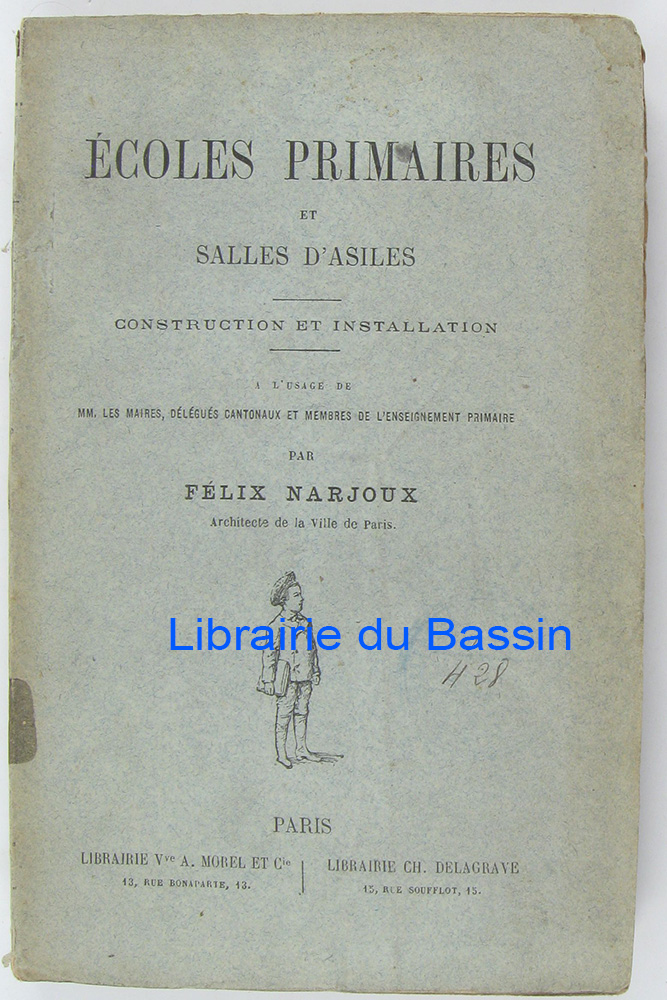 ÉCOLES PRIMAIRES
ET
SALLES D'ASILES
CONSTRUCTION ET INSTALLATION
A L'USAGE DE
MM. LES MAIRES, DÉLÉGUÉS CANTONAUX ET MEMBRES DE L'ENSEIGNEMENT PRIMAIRE
PAR
FÉLIX NARJOUX
Architecte de la Ville de Paris.
Librairie du Bassin
428
PARIS
LIBRAIRIE Vve A. MOREL ET Cie
13, RUE BONAPARTE, 13.
LIBRAIRIE CH. DELAGRAVE
15, RUE SOUFFLOT, 15.